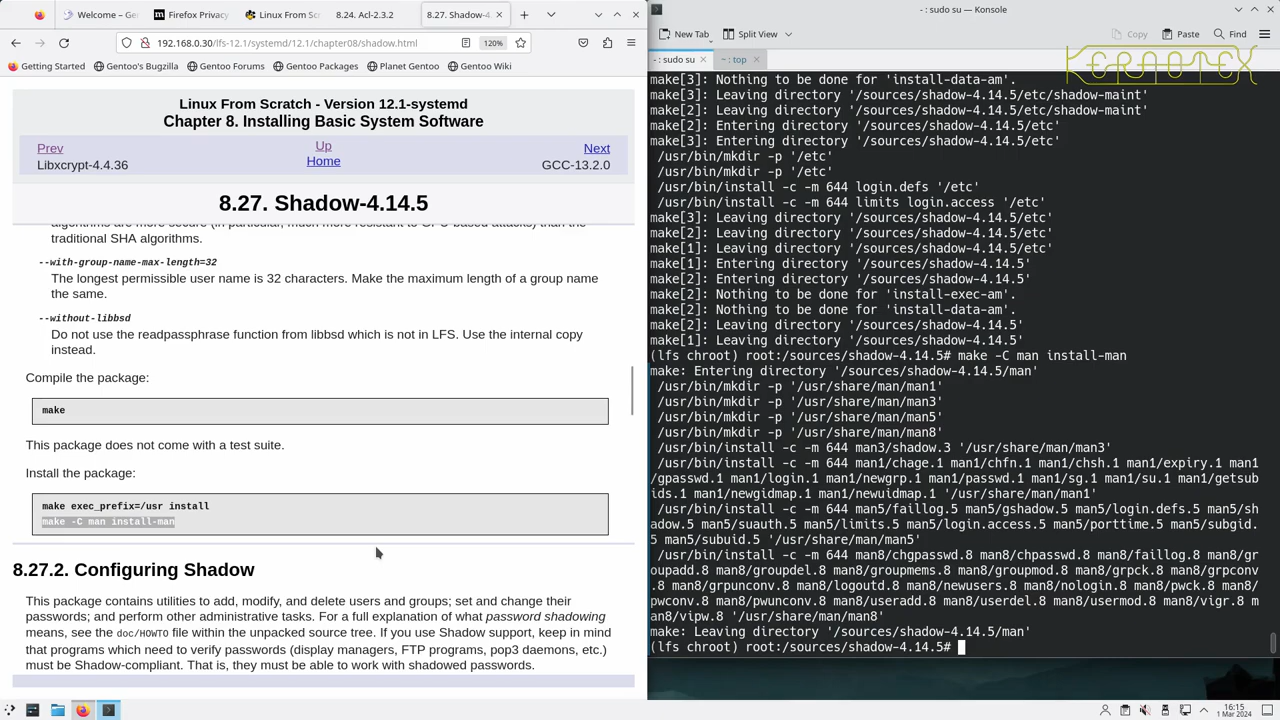 Welcome – Ge
Firefox Privacy
Linux From Scr
8.24. Acl-2.3.2
8.27. Shadow-4.
192.168.0.30/lfs-12.1/systemd/12.1/chapter08/shadow.html
120%
Getting Started
Gentoo's Bugzilla
Gentoo Forums
Gentoo Packages
Planet Gentoo
Gentoo Wiki
Linux From Scratch - Version 12.1-systemd
Chapter 8. Installing Basic System Software
Prev
Up
Next
Libxcrypt-4.4.36
Home
GCC-13.2.0
8.27. Shadow-4.14.5
algorithms are more secure (in particular, much more resistant to GPU-based attacks) than the
traditional SHA algorithms.
--with-group-name-max-length=32
The longest permissible user name is 32 characters. Make the maximum length of a group name
the same.
--without-libbsd
Do not use the readpassphrase function from libbsd which is not in LFS. Use the internal copy
instead.
Compile the package:
make
This package does not come with a test suite.
Install the package:
make exec_prefix=/usr install
make -C man install-man
8.27.2. Configuring Shadow
This package contains utilities to add, modify, and delete users and groups; set and change their
passwords; and perform other administrative tasks. For a full explanation of what password shadowing
means, see the doc/HOWTO file within the unpacked source tree. If you use Shadow support, keep in mind
that programs which need to verify passwords (display managers, FTP programs, pop3 daemons, etc.)
must be Shadow-compliant. That is, they must be able to work with shadowed passwords.
- : sudo su — Konsole
New Tab
Split View
Copy
Paste
Find
- : sudo su
~ : top
KERNOTEX
make[3]: Nothing to be done for 'install-data-am'.
make[3]: Leaving directory '/sources/shadow-4.14.5/etc/shadow-maint'
make[2]: Leaving directory '/sources/shadow-4.14.5/etc/shadow-maint'
make[2]: Entering directory '/sources/shadow-4.14.5/etc'
make[3]: Entering directory '/sources/shadow-4.14.5/etc'
/usr/bin/mkdir -p '/etc'
/usr/bin/mkdir -p '/etc'
/usr/bin/install -c -m 644 login.defs '/etc'
/usr/bin/install -c -m 644 limits login.access '/etc'
make[3]: Leaving directory '/sources/shadow-4.14.5/etc'
make[2]: Leaving directory '/sources/shadow-4.14.5/etc'
make[1]: Leaving directory '/sources/shadow-4.14.5/etc'
make[1]: Entering directory '/sources/shadow-4.14.5'
make[2]: Entering directory '/sources/shadow-4.14.5'
make[2]: Nothing to be done for 'install-exec-am'.
make[2]: Nothing to be done for 'install-data-am'.
make[2]: Leaving directory '/sources/shadow-4.14.5'
make[1]: Leaving directory '/sources/shadow-4.14.5'
(lfs chroot) root:/sources/shadow-4.14.5# make -C man install-man
make: Entering directory '/sources/shadow-4.14.5/man'
/usr/bin/mkdir -p '/usr/share/man/man1'
/usr/bin/mkdir -p '/usr/share/man/man3'
/usr/bin/mkdir -p '/usr/share/man/man5'
/usr/bin/mkdir -p '/usr/share/man/man8'
/usr/bin/install -c -m 644 man3/shadow.3 '/usr/share/man/man3'
/usr/bin/install -c -m 644 man1/chage.1 man1/chfn.1 man1/chsh.1 man1/expiry.1 man1
/gpasswd.1 man1/login.1 man1/newgrp.1 man1/passwd.1 man1/sg.1 man1/su.1 man1/getsub
ids.1 man1/newgidmap.1 man1/newuidmap.1 '/usr/share/man/man1'
/usr/bin/install -c -m 644 man5/faillog.5 man5/gshadow.5 man5/login.defs.5 man5/sh
adow.5 man5/suauth.5 man5/limits.5 man5/login.access.5 man5/porttime.5 man5/subgid.
5 man5/subuid.5 '/usr/share/man/man5'
/usr/bin/install -c -m 644 man8/chgpasswd.8 man8/chpasswd.8 man8/faillog.8 man8/gr
oupadd.8 man8/groupdel.8 man8/groupmems.8 man8/groupmod.8 man8/grpck.8 man8/grpconv
.8 man8/grpunconv.8 man8/logoutd.8 man8/newusers.8 man8/nologin.8 man8/pwck.8 man8/
pwconv.8 man8/pwunconv.8 man8/useradd.8 man8/userdel.8 man8/usermod.8 man8/vigr.8 m
an8/vipw.8 '/usr/share/man/man8'
make: Leaving directory '/sources/shadow-4.14.5/man'
(lfs chroot) root:/sources/shadow-4.14.5#
16:15
1 Mar 2024